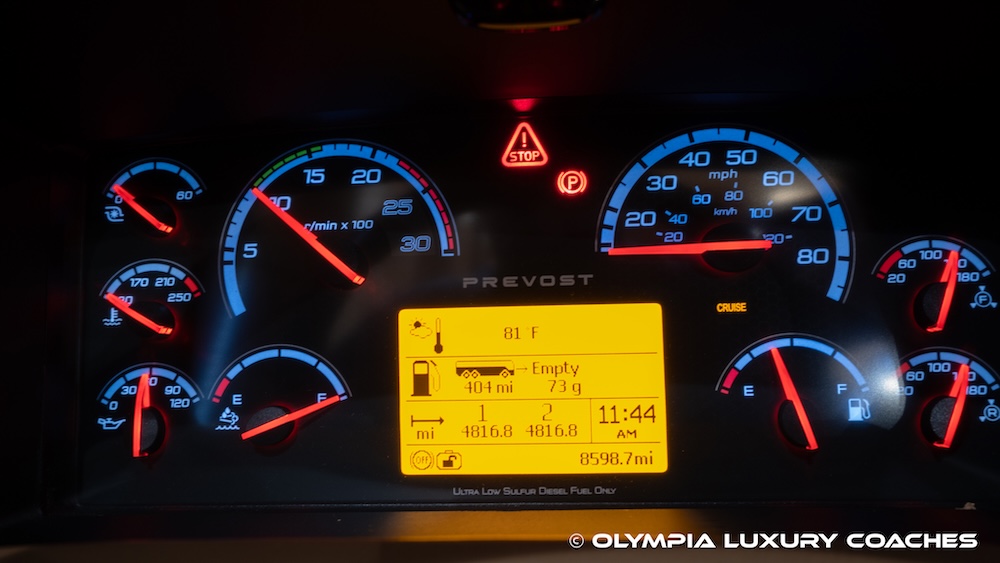 STOP
P
0 60
5 10 15 20 25 30
r/min x 100
20 30 40 50 60 70 80
mph
20 40 60 80 100 120
km/h
PREVOST
170 210 250
CRUISE
20 60 100 180
F
0 30 90 120
E F
E F
20 100 180
R
81°F
→ Empty
404 mi 73 g
1 2
mi 4816.8 4816.8
11:44
AM
OFF
8598.7mi
ULTRA LOW SULFUR DIESEL FUEL ONLY
© OLYMPIA LUXURY COACHES